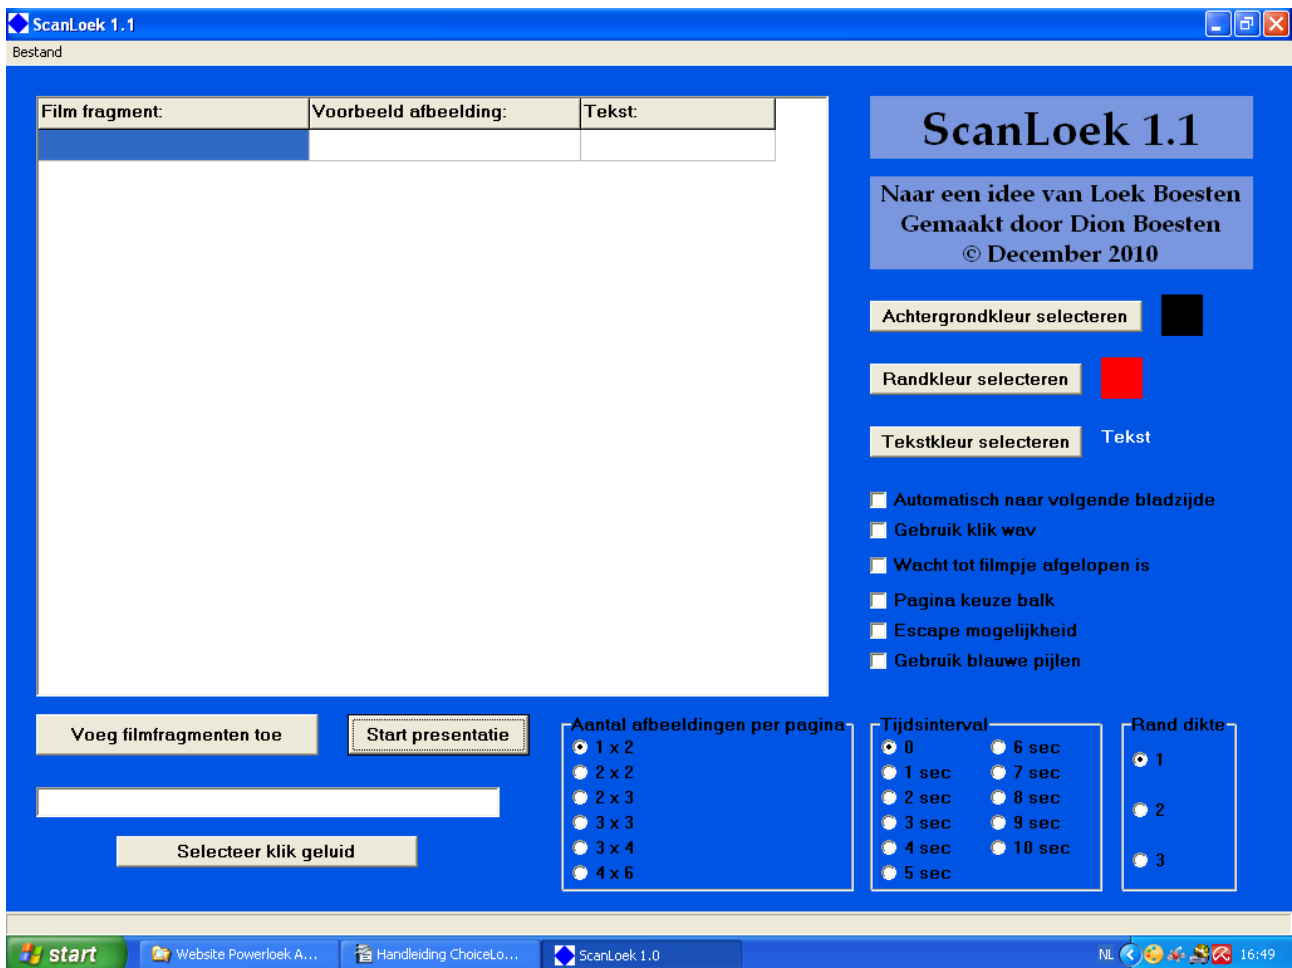 ScanLoek 1.1
Bestand
Film fragment:
Voorbeeld afbeelding:
Tekst:
ScanLoek 1.1
Naar een idee van Loek Boesten
Gemaakt door Dion Boesten
© December 2010
Achtergrondkleur selecteren
Randkleur selecteren
Tekstkleur selecteren
Tekst
Automatisch naar volgende bladzijde
Gebruik klik wav
Wacht tot filmpje afgelopen is
Pagina keuze balk
Escape mogelijkheid
Gebruik blauwe pijlen
Voeg filmfragmenten toe
Start presentatie
Selecteer klik geluid
Aantal afbeeldingen per pagina
1 x 2
2 x 2
2 x 3
3 x 3
3 x 4
4 x 6
Tijdsinterval
0
1 sec
2 sec
3 sec
4 sec
5 sec
6 sec
7 sec
8 sec
9 sec
10 sec
Rand dikte
1
2
3
start
Website Powerloek A...
Handleiding ChoiceLo...
ScanLoek 1.0
NL
16:49